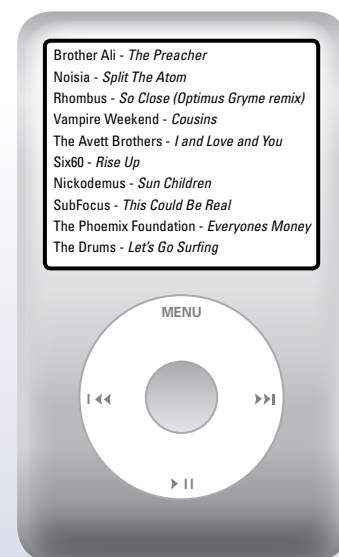 Brother Ali - The Preacher
Noisia - Split The Atom
Rhombus - So Close (Optimus Gryme remix)
Vampire Weekend - Cousins
The Avett Brothers - I and Love and You
Six60 - Rise Up
Nickodemus - Sun Children
SubFocus - This Could Be Real
The Phoemix Foundation - Everyones Money
The Drums - Let's Go Surfing
MENU